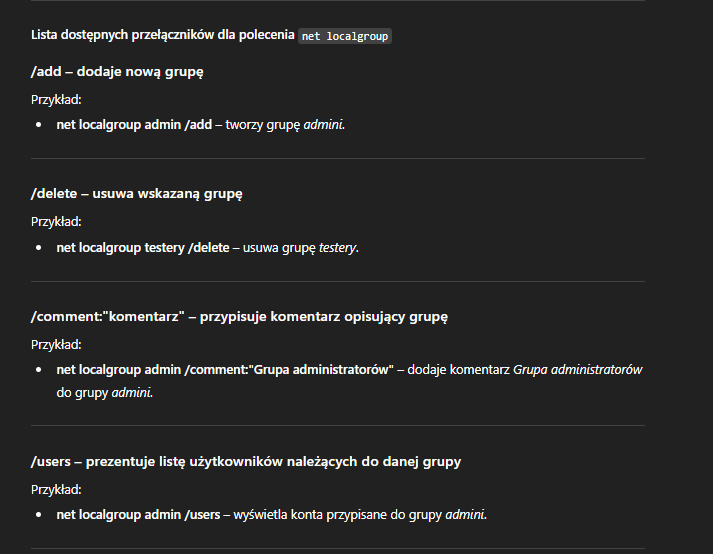 Lista dostępnych przełączników dla polecenia net localgroup
/add – dodaje nową grupę
Przykład:
• net localgroup admin /add – tworzy grupę admini.
/delete – usuwa wskazaną grupę
Przykład:
• net localgroup testery /delete – usuwa grupę testery.
/comment:"komentarz" – przypisuje komentarz opisujący grupę
Przykład:
• net localgroup admin /comment:"Grupa administratorów" – dodaje komentarz Grupa administratorów
do grupy admini.
/users – prezentuje listę użytkowników należących do danej grupy
Przykład:
• net localgroup admin /users – wyświetla konta przypisane do grupy admini.